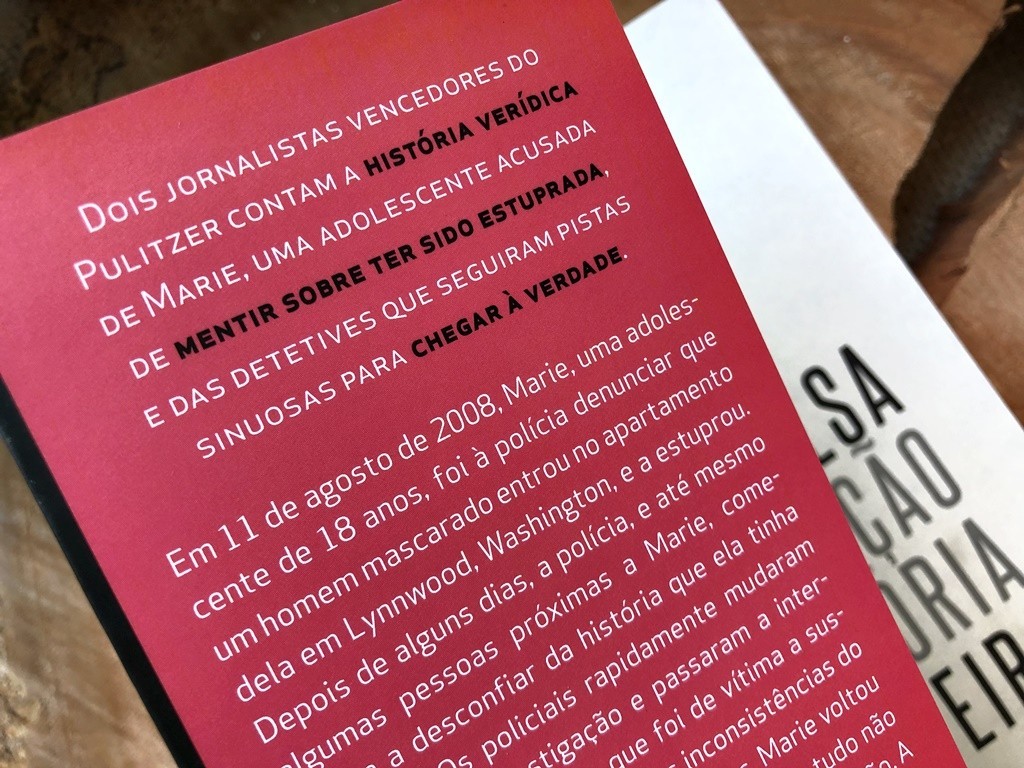 DOIS JORNALISTAS VENCEDORES DO
PULITZER CONTAM A HISTÓRIA VERÍDICA
DE MARIE, UMA ADOLESCENTE ACUSADA
DE MENTIR SOBRE TER SIDO ESTUPRADA,
E DAS DETETIVES QUE SEGUIRAM PISTAS
SINUOSAS PARA CHEGAR À VERDADE.
Em 11 de agosto de 2008, Marie, uma adoles-
cente de 18 anos, foi à polícia denunciar que
um homem mascarado entrou no apartamento
dela em Lynnwood, Washington, e a estuprou.
Depois de alguns dias, a polícia, e até mesmo
algumas pessoas próximas a Marie, come-
a desconfiar da história que ela tinha
Os policiais rapidamente mudaram
stigação e passaram a inter-
que foi de vítima a sus-
s inconsistências do
Marie voltou
tudo não
A
LSA
ÇÃO
ÓRIA
EIR